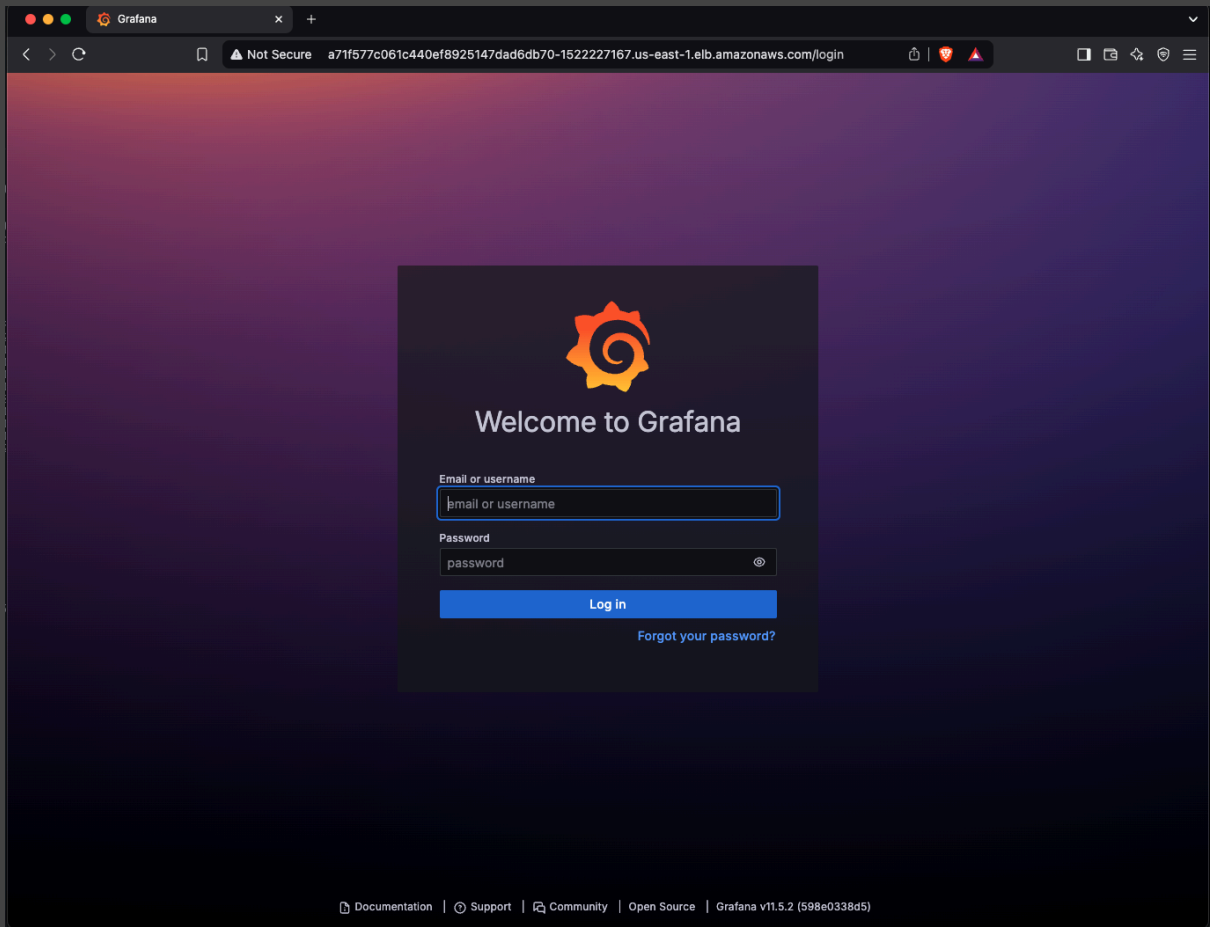 Grafana
Not Secure a71f577c061c440ef8925147dad6db70-1522227167.us-east-1.elb.amazonaws.com/login
Welcome to Grafana
Email or username
email or username
Password
password
Log in
Forgot your password?
Documentation | Support | Community | Open Source | Grafana v11.5.2 (598e0338d5)